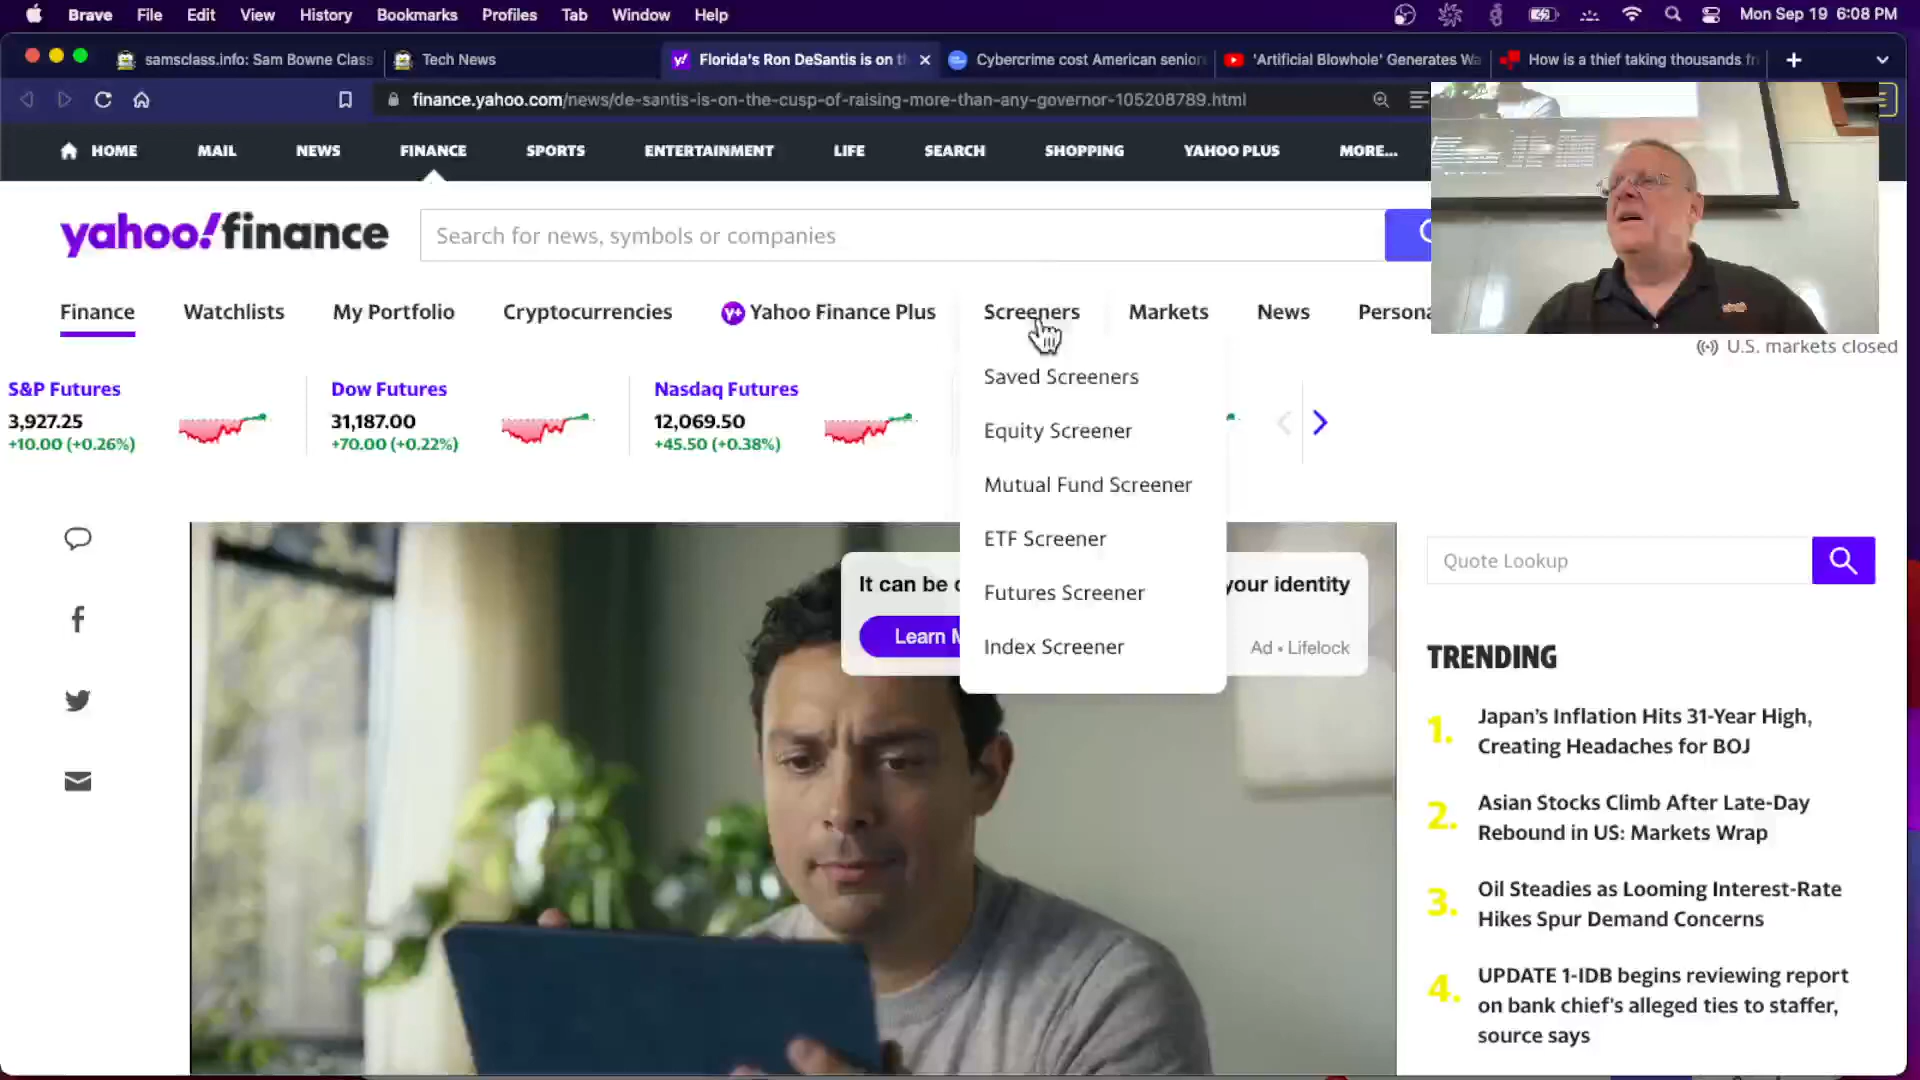 Brave File Edit View History Bookmarks Profiles Tab Window Help
Mon Sep 19 6:08 PM
samsclass.info: Sam Bowne Class
Tech News
Florida's Ron DeSantis is on t
Cybercrime cost American senior
'Artificial Blowhole' Generates Wa
How is a thief taking thousands fr
finance.yahoo.com/news/de-santis-is-on-the-cusp-of-raising-more-than-any-governor-105208789.html
HOME MAIL NEWS FINANCE SPORTS ENTERTAINMENT LIFE SEARCH SHOPPING YAHOO PLUS MORE...
yahoo!finance
Search for news, symbols or companies
Finance Watchlists My Portfolio Cryptocurrencies Y+ Yahoo Finance Plus Screeners Markets News Persona
U.S. markets closed
Saved Screeners
Equity Screener
Mutual Fund Screener
ETF Screener
Futures Screener
Index Screener
S&P Futures
3,927.25
+10.00 (+0.26%)
Dow Futures
31,187.00
+70.00 (+0.22%)
Nasdaq Futures
12,069.50
+45.50 (+0.38%)
It can be
your identity
Learn
Ad • Lifelock
Quote Lookup
TRENDING
1. Japan's Inflation Hits 31-Year High,
Creating Headaches for BOJ
2. Asian Stocks Climb After Late-Day
Rebound in US: Markets Wrap
3. Oil Steadies as Looming Interest-Rate
Hikes Spur Demand Concerns
4. UPDATE 1-IDB begins reviewing report
on bank chief's alleged ties to staffer,
source says